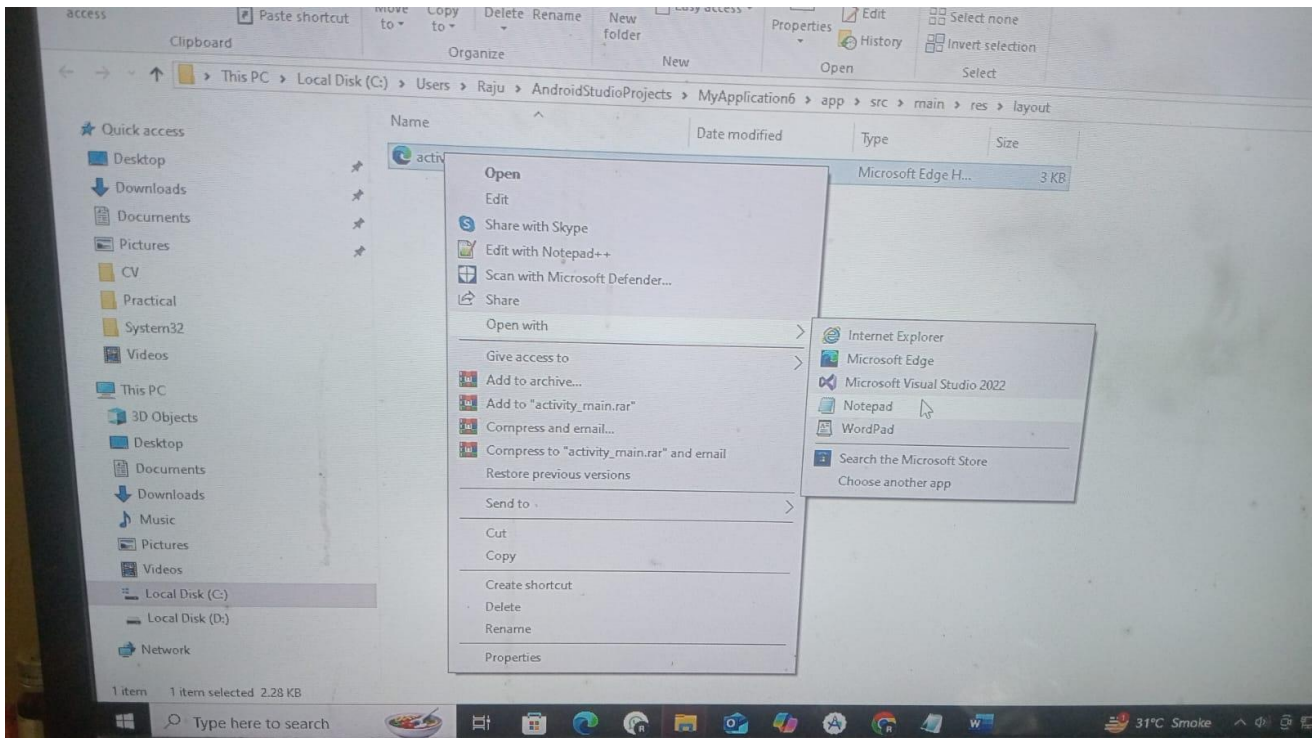 access
Paste shortcut
Move to
Copy to
Delete
Rename
New folder
Easy access
Properties
Edit
History
Select none
Invert selection
Clipboard
Organize
New
Open
Select
This PC > Local Disk (C:) > Users > Raju > AndroidStudioProjects > MyApplication6 > app > src > main > res > layout
Name
Date modified
Type
Size
activ
Microsoft Edge H...
3 KB
Quick access
Desktop
Downloads
Documents
Pictures
CV
Practical
System32
Videos
This PC
3D Objects
Desktop
Documents
Downloads
Music
Pictures
Videos
Local Disk (C:)
Local Disk (D:)
Network
Open
Edit
Share with Skype
Edit with Notepad++
Scan with Microsoft Defender...
Share
Open with
Give access to
Add to archive...
Add to "activity_main.rar"
Compress and email...
Compress to "activity_main.rar" and email
Restore previous versions
Send to
Cut
Copy
Create shortcut
Delete
Rename
Properties
Internet Explorer
Microsoft Edge
Microsoft Visual Studio 2022
Notepad
WordPad
Search the Microsoft Store
Choose another app
1 item 1 item selected 2.28 KB
Type here to search
31°C Smoke